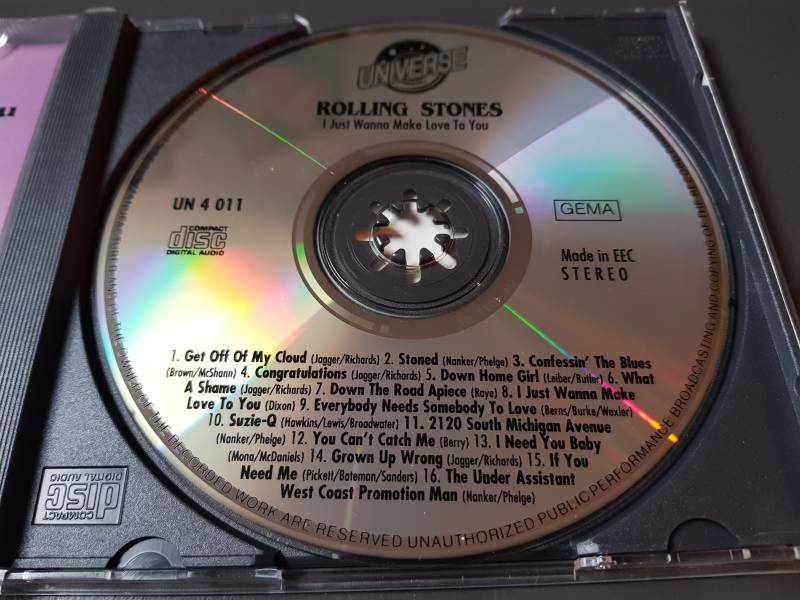 UNIVERSE
ROLLING STONES
I Just Wanna Make Love To You
u
UN 4 011
GEMA
COMPACT
disc
DIGITAL AUDIO
Made in EEC
STEREO
1. Get Off Of My Cloud (Jagger/Richards) 2. Stoned (Nanker/Phelge) 3. Confessin' The Blues
(Brown/McShann) 4. Congratulations (Jagger/Richards) 5. Down Home Girl (Leiber/Butler) 6. What
A Shame (Jagger/Richards) 7. Down The Road Apiece (Raye) 8. I Just Wanna Make
Love To You (Dixon) 9. Everybody Needs Somebody To Love (Berns/Burke/Wexler)
10. Suzie-Q (Hawkins/Lewis/Broadwater) 11. 2120 South Michigan Avenue
(Nanker/Phelge) 12. You Can't Catch Me (Berry) 13. I Need You Baby
(Mona/McDaniels) 14. Grown Up Wrong (Jagger/Richards) 15. If You
Need Me (Pickett/Bateman/Sanders) 16. The Under Assistant
West Coast Promotion Man (Nanker/Phelge)
THE OWNER OF THE RECORDED WORK ARE RESERVED UNAUTHORIZED PUBLIC PERFORMANCE BROADCASTING AND COPYING OF THE
COMPACT
disc
DIGITAL AUDIO